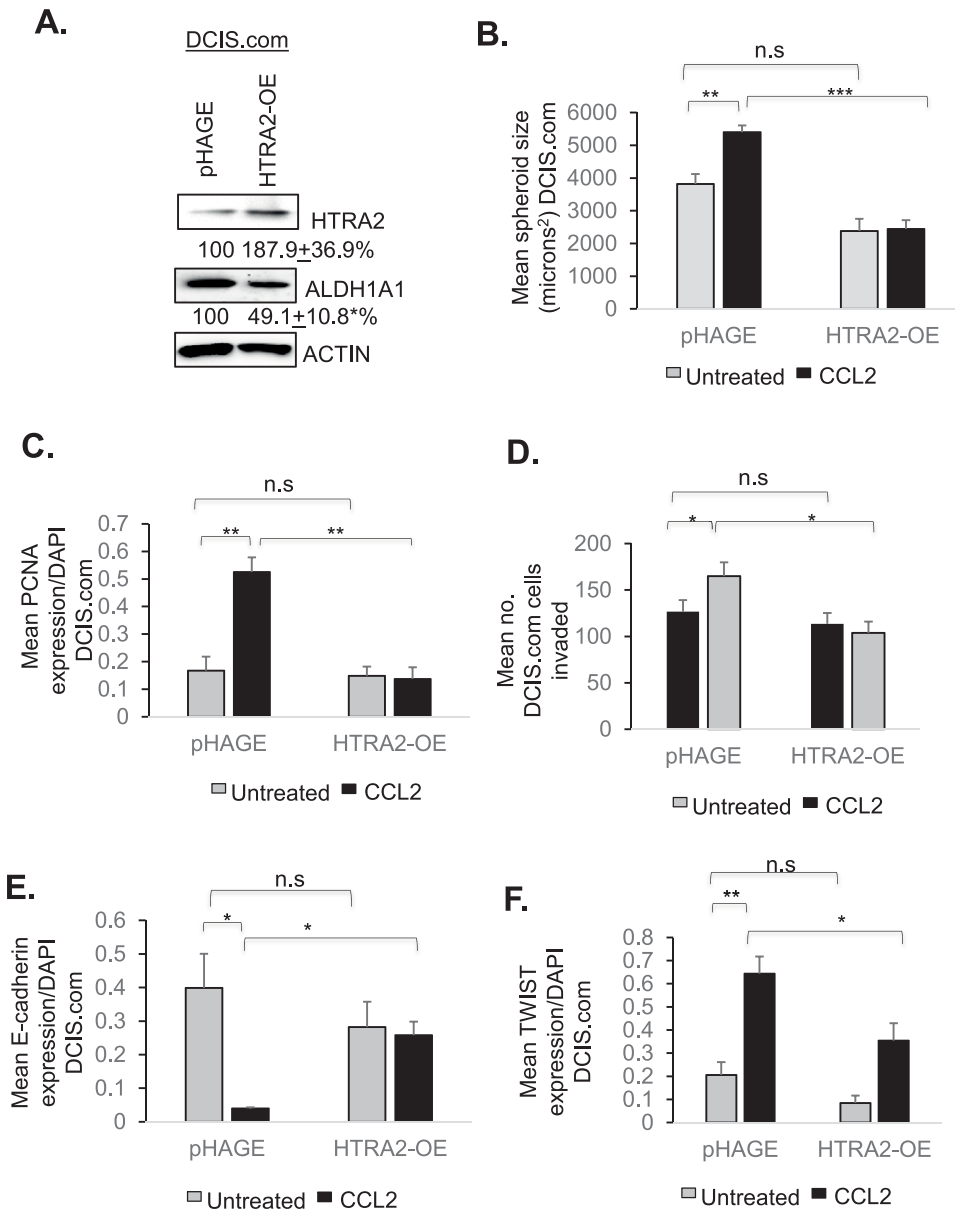 A.
DCIS.com
pHAGE
HTRA2-OE
HTRA2
100 187.9±36.9%
ALDH1A1
100 49.1±10.8*%
ACTIN
B.
n.s
** ***
Mean spheroid size
(microns²) DCIS.com
6000
5000
4000
3000
2000
1000
0
pHAGE HTRA2-OE
Untreated CCL2
C.
n.s
** **
Mean PCNA
expression/DAPI
DCIS.com
0.7
0.6
0.5
0.4
0.3
0.2
0.1
0
pHAGE HTRA2-OE
Untreated CCL2
D.
n.s
* *
Mean no.
DCIS.com cells
invaded
200
150
100
50
0
pHAGE HTRA2-OE
Untreated CCL2
E.
n.s
* *
Mean E-cadherin
expression/DAPI
DCIS.com
0.6
0.5
0.4
0.3
0.2
0.1
0
pHAGE HTRA2-OE
Untreated CCL2
F.
n.s
** *
Mean TWIST
expression/DAPI
DCIS.com
0.8
0.7
0.6
0.5
0.4
0.3
0.2
0.1
0
pHAGE HTRA2-OE
Untreated CCL2